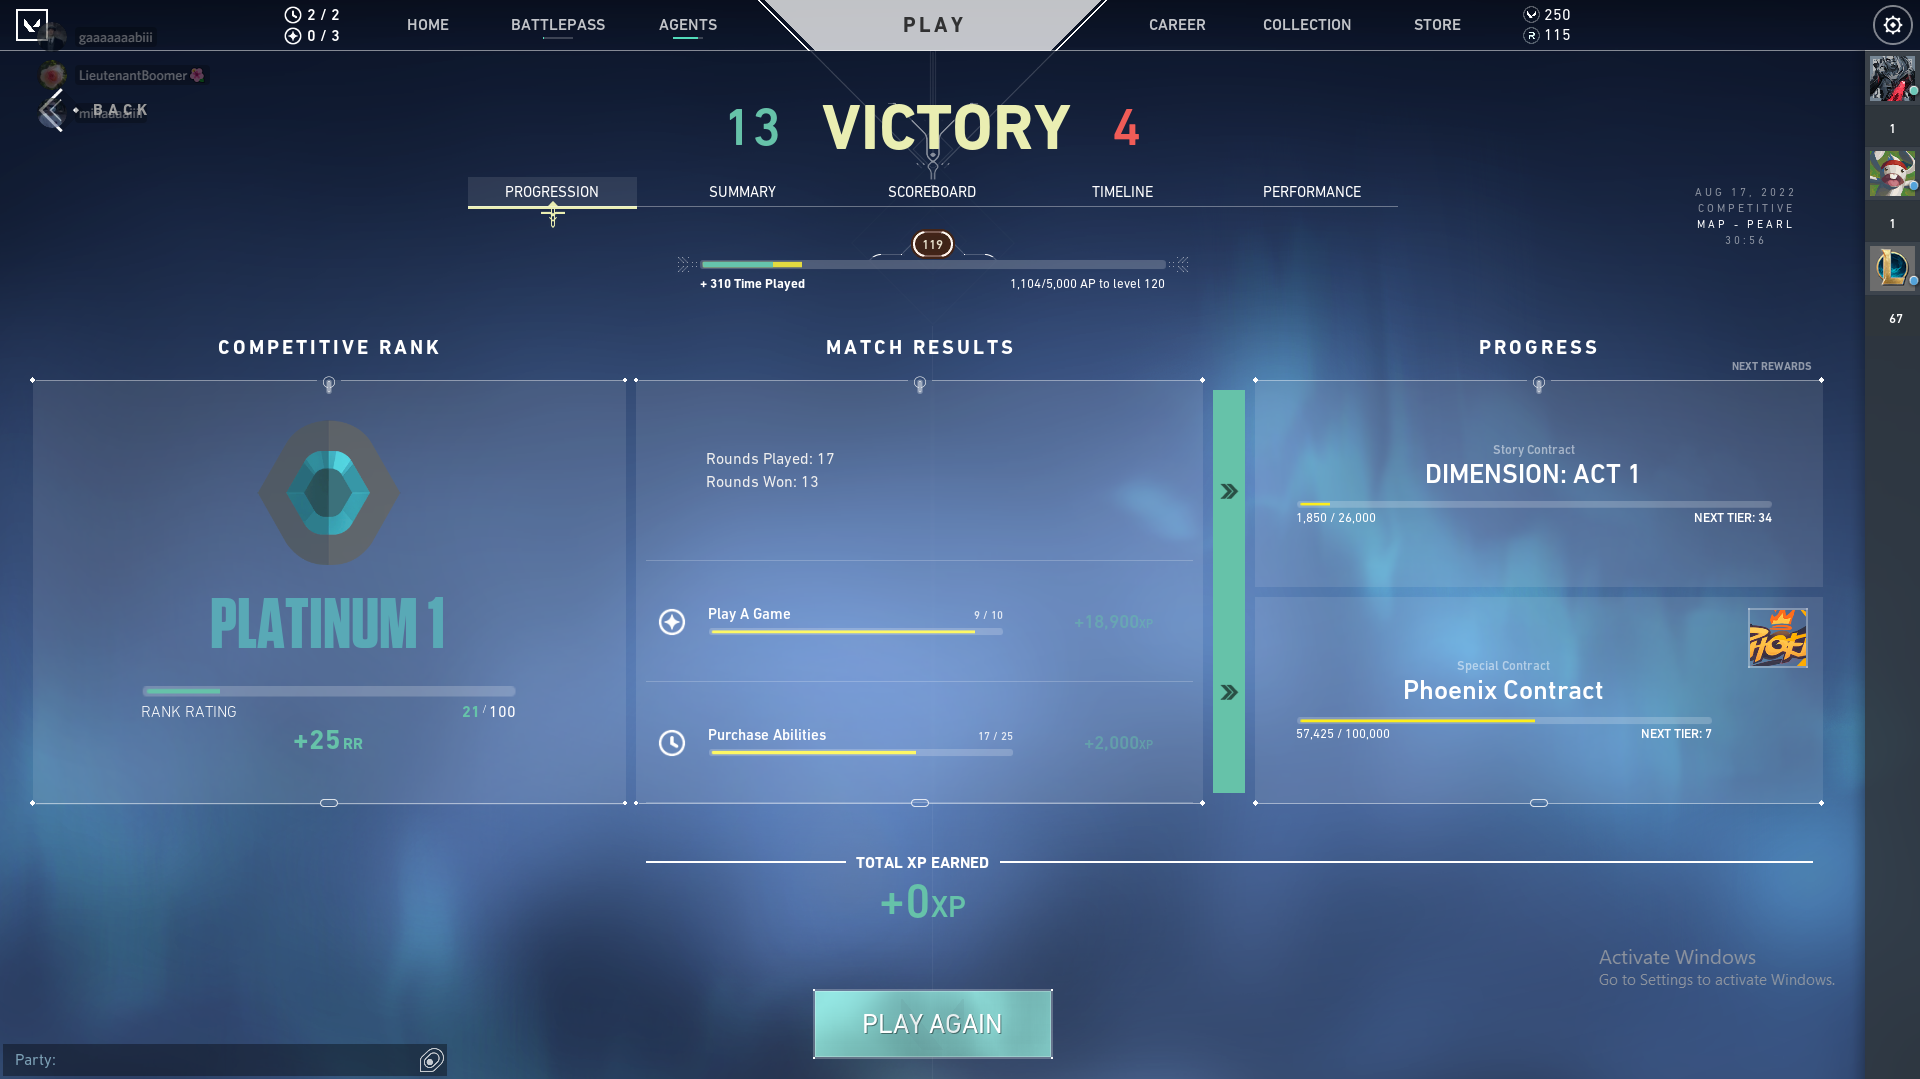 2 / 2
0 / 3
HOME
BATTLEPASS
AGENTS
PLAY
CAREER
COLLECTION
STORE
250
115
gaaaaaaabiii
LieutenantBoomer🌺
BACK
13 VICTORY 4
PROGRESSION
SUMMARY
SCOREBOARD
TIMELINE
PERFORMANCE
AUG 17, 2022
COMPETITIVE
MAP - PEARL
30:56
119
+ 310 Time Played
1,104/5,000 AP to level 120
1
1
67
COMPETITIVE RANK
PLATINUM 1
RANK RATING
21 / 100
+25 RR
MATCH RESULTS
Rounds Played: 17
Rounds Won: 13
Play A Game
9 / 10
+18,900XP
Purchase Abilities
17 / 25
+2,000XP
PROGRESS
NEXT REWARDS
Story Contract
DIMENSION: ACT 1
1,850 / 26,000
NEXT TIER: 34
Special Contract
Phoenix Contract
57,425 / 100,000
NEXT TIER: 7
TOTAL XP EARNED
+0XP
Activate Windows
Go to Settings to activate Windows.
PLAY AGAIN
Party: